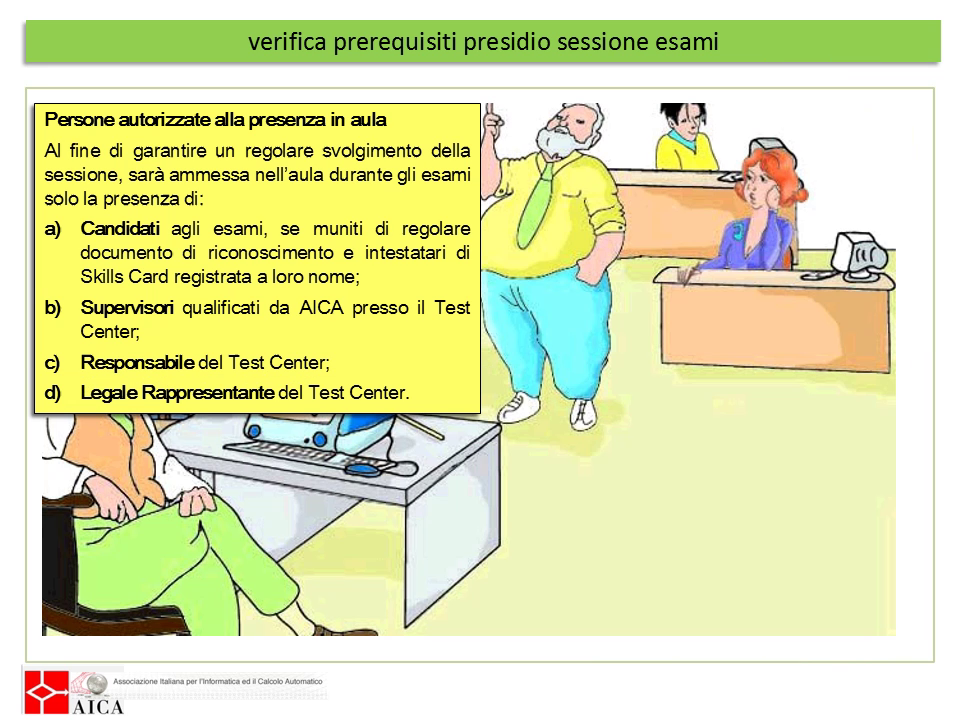 verifica prerequisiti presidio sessione esami
Persone autorizzate alla presenza in aula
Al fine di garantire un regolare svolgimento della
sessione, sarà ammessa nell’aula durante gli esami
solo la presenza di:
a) Candidati agli esami, se muniti di regolare
documento di riconoscimento e intestatari di
Skills Card registrata a loro nome;
b) Supervisori qualificati da AICA presso il Test
Center;
c) Responsabile del Test Center;
d) Legale Rappresentante del Test Center.
Associazione Italiana per l'Informatica ed il Calcolo Automatico
AICA